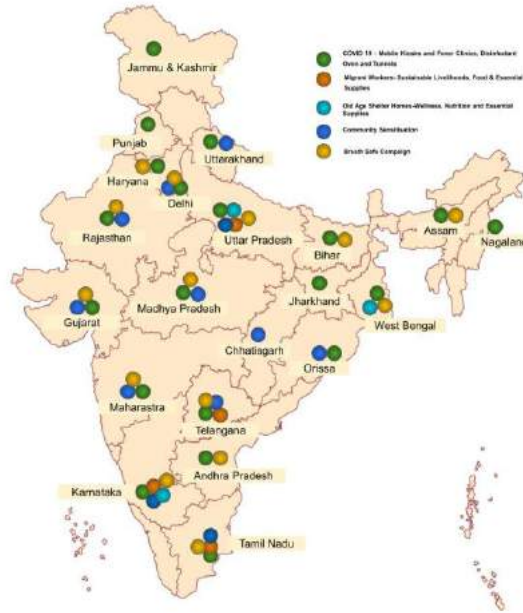 COVID 19 - Mobile Kiosks and Fever Clinics, Disinfectant
Oven and Tunnels
Migrant Workers- Sustainable Livelihoods, Food & Essential
Supplies
Old Age Shelter Homes-Wellness, Nutrition and Essential
Supplies
Community Sensitisation
Breath Safe Campaign
Jammu & Kashmir
Punjab
Uttarakhand
Haryana
Delhi
Rajasthan
Uttar Pradesh
Bihar
Assam
Nagaland
Gujarat
Madhya Pradesh
Jharkhand
West Bengal
Chhatisgarh
Orissa
Maharastra
Telangana
Andhra Pradesh
Karnataka
Tamil Nadu